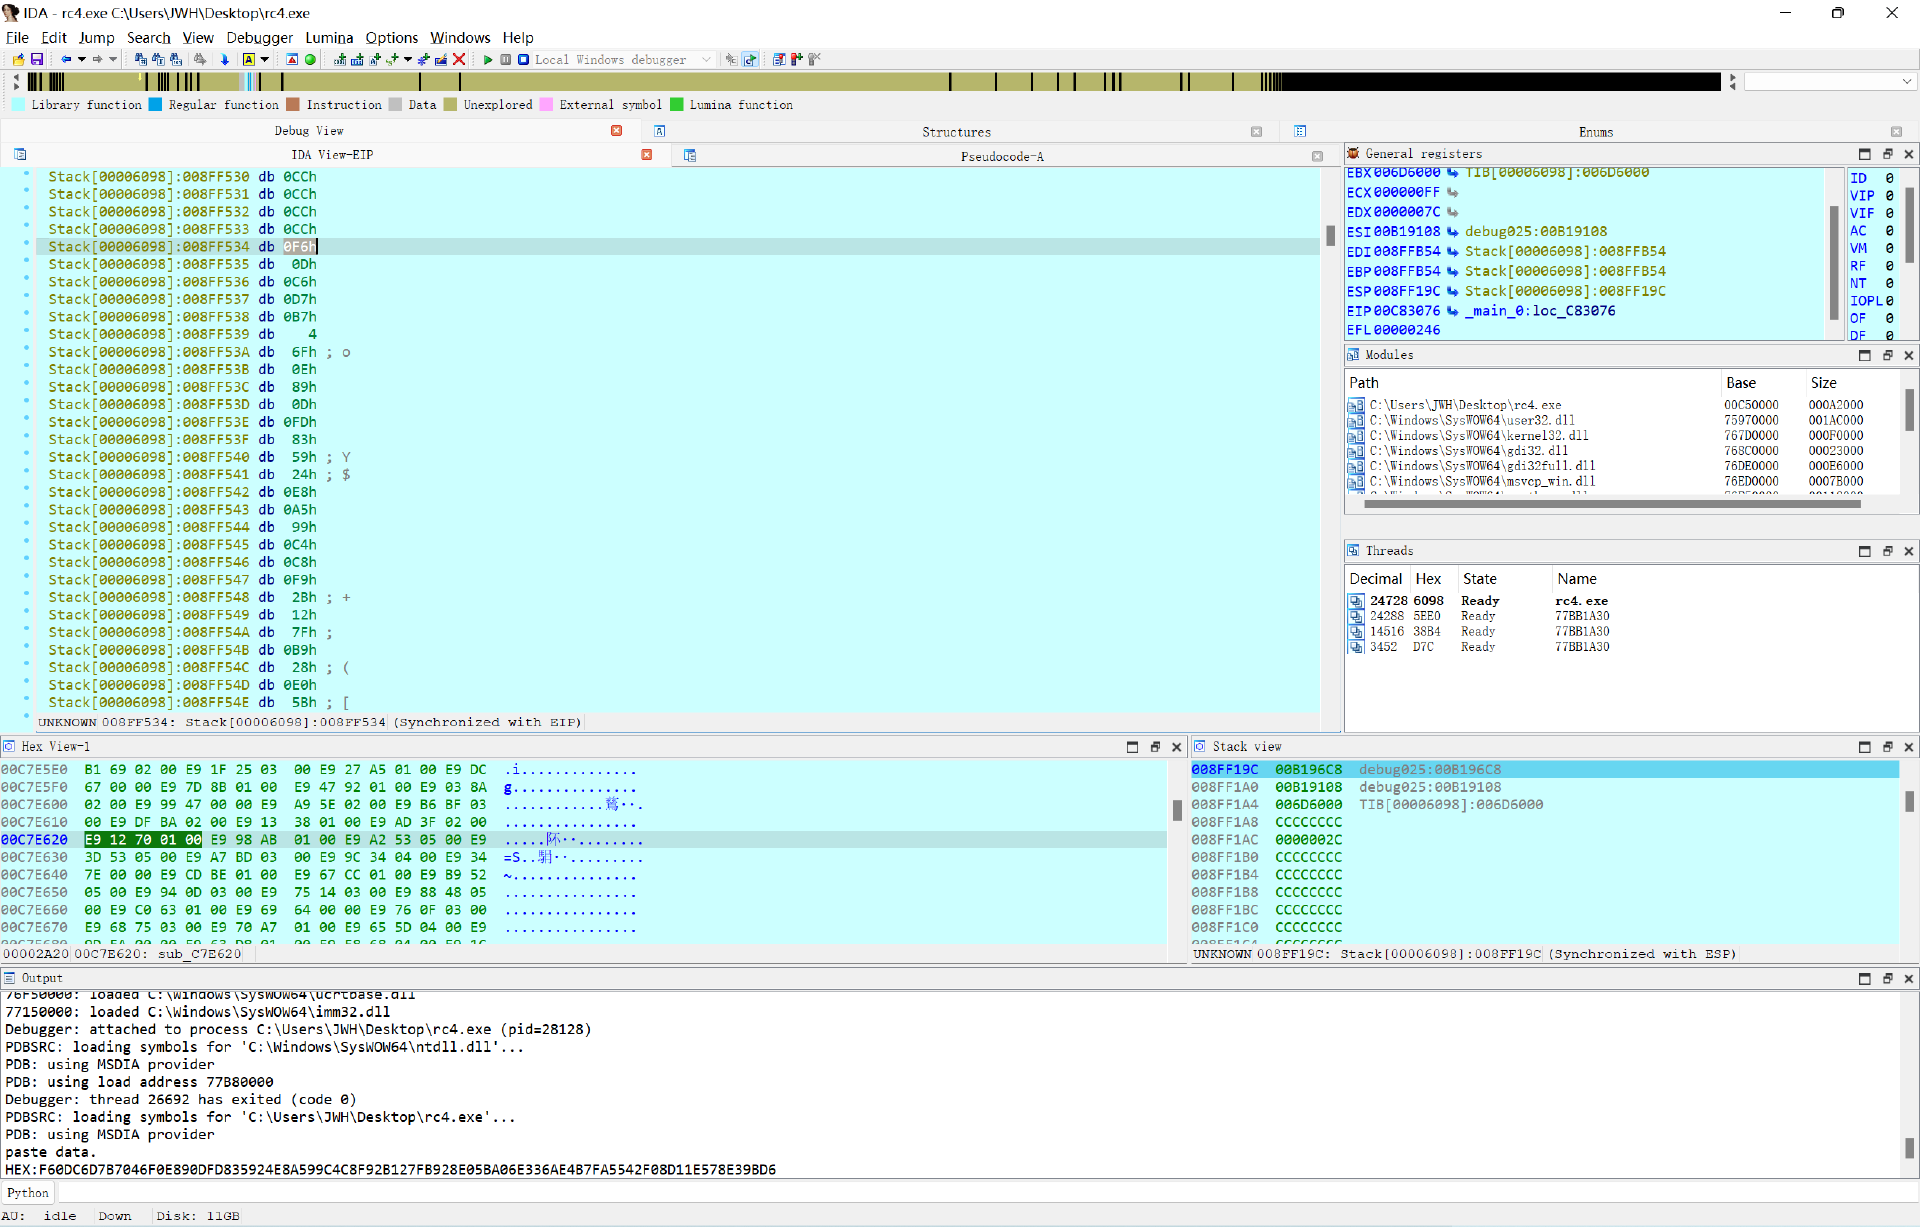 IDA - rc4.exe C:\Users\JWH\Desktop\rc4.exe
File Edit Jump Search View Debugger Lumina Options Windows Help
Local Windows debugger
Library function Regular function Instruction Data Unexplored External symbol Lumina function
Debug View Structures Enums
IDA View-EIP Pseudocode-A
Stack[00006098]:008FF530 db 0CCh
Stack[00006098]:008FF531 db 0CCh
Stack[00006098]:008FF532 db 0CCh
Stack[00006098]:008FF533 db 0CCh
Stack[00006098]:008FF534 db 0F6h
Stack[00006098]:008FF535 db 0Dh
Stack[00006098]:008FF536 db 0C6h
Stack[00006098]:008FF537 db 0D7h
Stack[00006098]:008FF538 db 0B7h
Stack[00006098]:008FF539 db 4
Stack[00006098]:008FF53A db 6Fh ; o
Stack[00006098]:008FF53B db 0Eh
Stack[00006098]:008FF53C db 89h
Stack[00006098]:008FF53D db 0Dh
Stack[00006098]:008FF53E db 0FDh
Stack[00006098]:008FF53F db 83h
Stack[00006098]:008FF540 db 59h ; Y
Stack[00006098]:008FF541 db 24h ; $
Stack[00006098]:008FF542 db 0E8h
Stack[00006098]:008FF543 db 0A5h
Stack[00006098]:008FF544 db 99h
Stack[00006098]:008FF545 db 0C4h
Stack[00006098]:008FF546 db 0C8h
Stack[00006098]:008FF547 db 0F9h
Stack[00006098]:008FF548 db 2Bh ; +
Stack[00006098]:008FF549 db 12h
Stack[00006098]:008FF54A db 7Fh ;
Stack[00006098]:008FF54B db 0B9h
Stack[00006098]:008FF54C db 28h ; (
Stack[00006098]:008FF54D db 0E0h
Stack[00006098]:008FF54E db 5Bh ; [
UNKNOWN 008FF534: Stack[00006098]:008FF534 (Synchronized with EIP)
General registers
EBX 006D6000 TIB[00006098]:006D6000
ECX 000000FF
EDX 0000007C
ESI 00B19108 debug025:00B19108
EDI 008FFB54 Stack[00006098]:008FFB54
EBP 008FFB54 Stack[00006098]:008FFB54
ESP 008FF19C Stack[00006098]:008FF19C
EIP 00C83076 _main_0:loc_C83076
EFL 00000246
ID 0
VIP 0
VIF 0
AC 0
VM 0
RF 0
NT 0
IOPL 0
OF 0
DF 0
Modules
Path Base Size
C:\Users\JWH\Desktop\rc4.exe 00C50000 000A2000
C:\Windows\SysWOW64\user32.dll 75970000 001AC000
C:\Windows\SysWOW64\kernel32.dll 767D0000 000F0000
C:\Windows\SysWOW64\gdi32.dll 768C0000 00023000
C:\Windows\SysWOW64\gdi32full.dll 76DE0000 000E6000
C:\Windows\SysWOW64\msvcp_win.dll 76ED0000 0007B000
Threads
Decimal Hex State Name
24728 6098 Ready rc4.exe
24288 5EE0 Ready 77BB1A30
14516 38B4 Ready 77BB1A30
3452 D7C Ready 77BB1A30
Hex View-1
00C7E5E0 B1 69 02 00 E9 1F 25 03 00 E9 27 A5 01 00 E9 DC .i..............
00C7E5F0 67 00 00 E9 7D 8B 01 00 E9 47 92 01 00 E9 03 8A g...............
00C7E600 02 00 E9 99 47 00 00 E9 A9 5E 02 00 E9 B6 BF 03
00C7E610 00 E9 DF BA 02 00 E9 13 38 01 00 E9 AD 3F 02 00 ................
00C7E620 E9 12 70 01 00 E9 98 AB 01 00 E9 A2 53 05 00 E9
00C7E630 3D 53 05 00 E9 A7 BD 03 00 E9 9C 34 04 00 E9 34
00C7E640 7E 00 00 E9 CD BE 01 00 E9 67 CC 01 00 E9 B9 52 ~...............
00C7E650 05 00 E9 94 0D 03 00 E9 75 14 03 00 E9 88 48 05 ................
00C7E660 00 E9 C0 63 01 00 E9 69 64 00 00 E9 76 0F 03 00 ................
00C7E670 E9 68 75 03 00 E9 70 A7 01 00 E9 65 5D 04 00 E9 ................
00002A20 00C7E620: sub_C7E620
Stack view
008FF19C 00B196C8 debug025:00B196C8
008FF1A0 00B19108 debug025:00B19108
008FF1A4 006D6000 TIB[00006098]:006D6000
008FF1A8 CCCCCCCC
008FF1AC 0000002C
008FF1B0 CCCCCCCC
008FF1B4 CCCCCCCC
008FF1B8 CCCCCCCC
008FF1BC CCCCCCCC
008FF1C0 CCCCCCCC
UNKNOWN 008FF19C: Stack[00006098]:008FF19C (Synchronized with ESP)
Output
76F50000: loaded C:\Windows\SysWOW64\ucrtbase.dll
77150000: loaded C:\Windows\SysWOW64\imm32.dll
Debugger: attached to process C:\Users\JWH\Desktop\rc4.exe (pid=28128)
PDBSRC: loading symbols for 'C:\Windows\SysWOW64\ntdll.dll'...
PDB: using MSDIA provider
PDB: using load address 77B80000
Debugger: thread 26692 has exited (code 0)
PDBSRC: loading symbols for 'C:\Users\JWH\Desktop\rc4.exe'...
PDB: using MSDIA provider
paste data.
HEX:F60DC6D7B7046F0E890DFD835924E8A599C4C8F92B127FB928E05BA06E336AE4B7FA5542F08D11E578E39BD6
Python
AU: idle Down Disk: 11GB